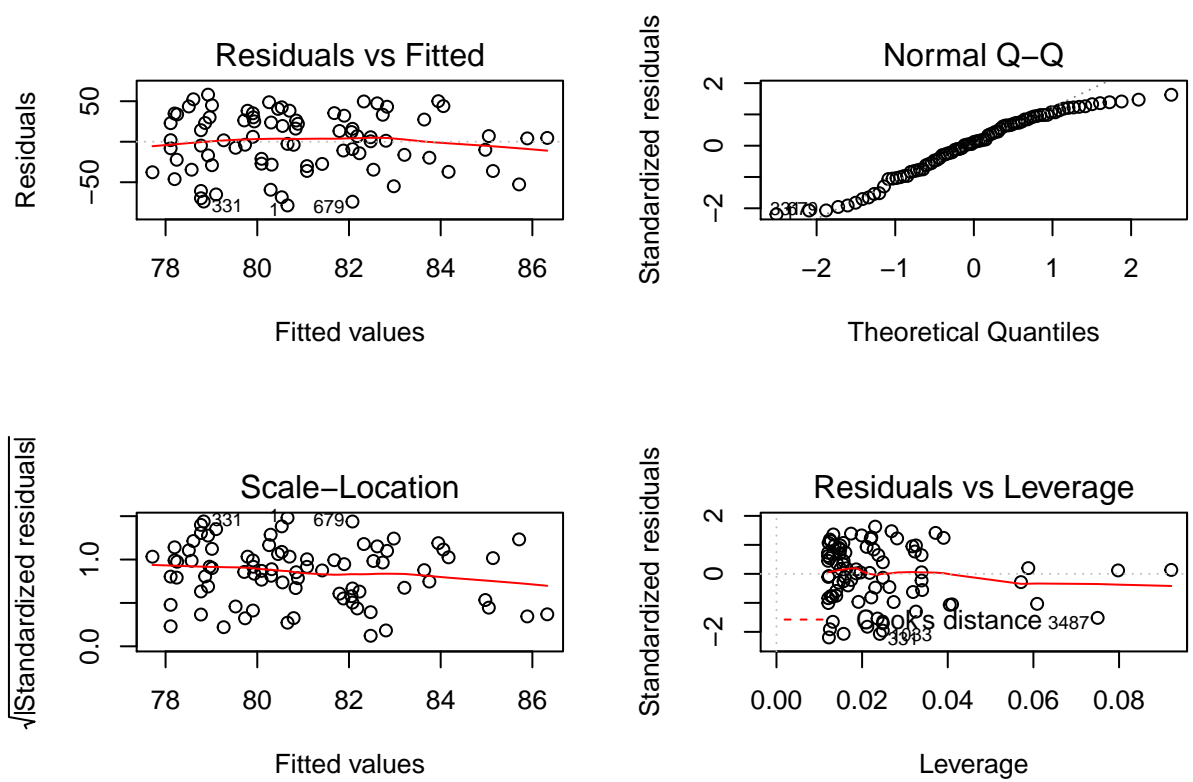 Residuals vs Fitted
Residuals
50
−50
331
1
679
78 80 82 84 86
Fitted values
Normal Q−Q
Standardized residuals
2
0
−2
−2 −1 0 1 2
Theoretical Quantiles
Scale−Location
√|Standardized residuals|
1.0
0.0
331
1
679
78 80 82 84 86
Fitted values
Residuals vs Leverage
Standardized residuals
2
0
−2
Cook's distance
3487
1033
331
0.00 0.02 0.04 0.06 0.08
Leverage